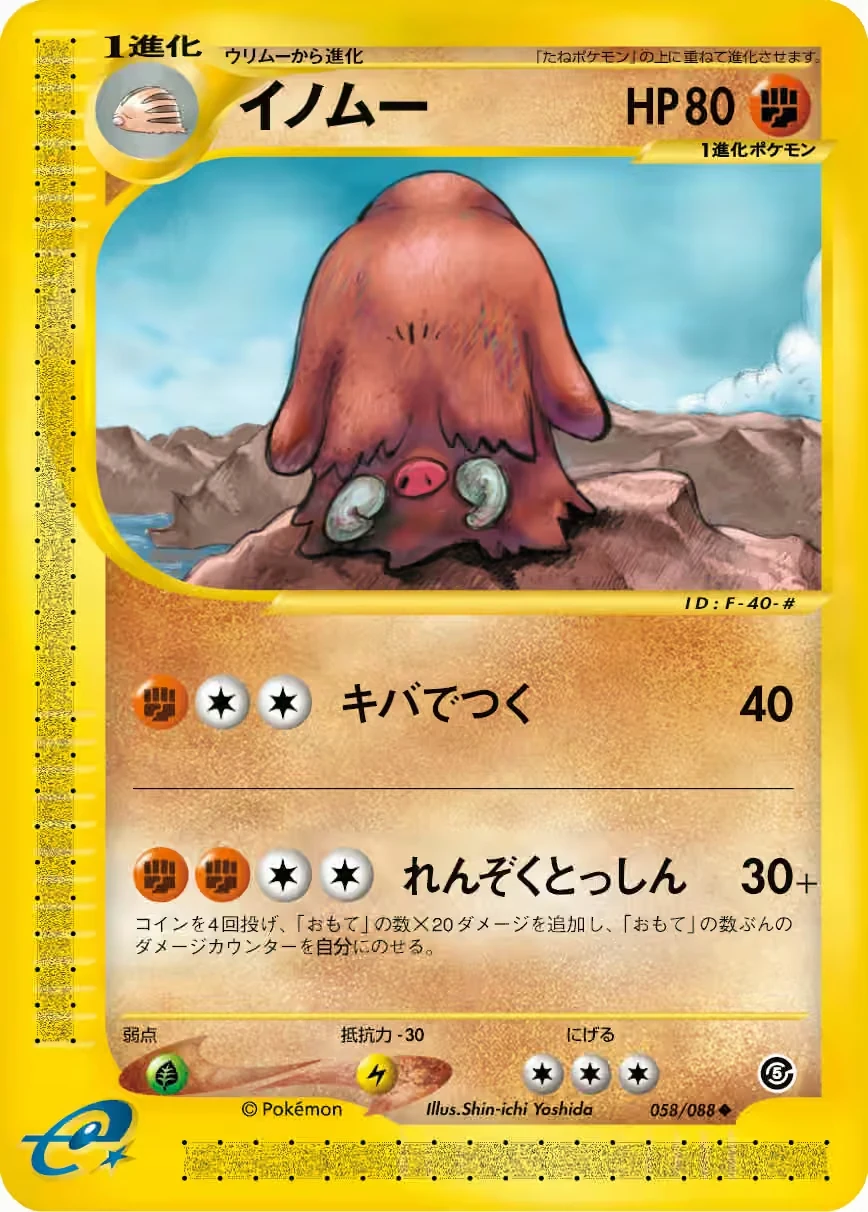 1進化
ウリムーから進化
「たねポケモン」の上に重ねて進化させます。
イノムー
HP80
1進化ポケモン
ID:F-40-#
キバでつく 40
れんぞくとっしん 30+
コインを4回投げ、「おもて」の数×20ダメージを追加し、「おもて」の数ぶんの
ダメージカウンターを自分にのせる。
弱点 抵抗力-30 にげる
5
©Pokémon Illus.Shin-ichi Yoshida 058/088◆
e